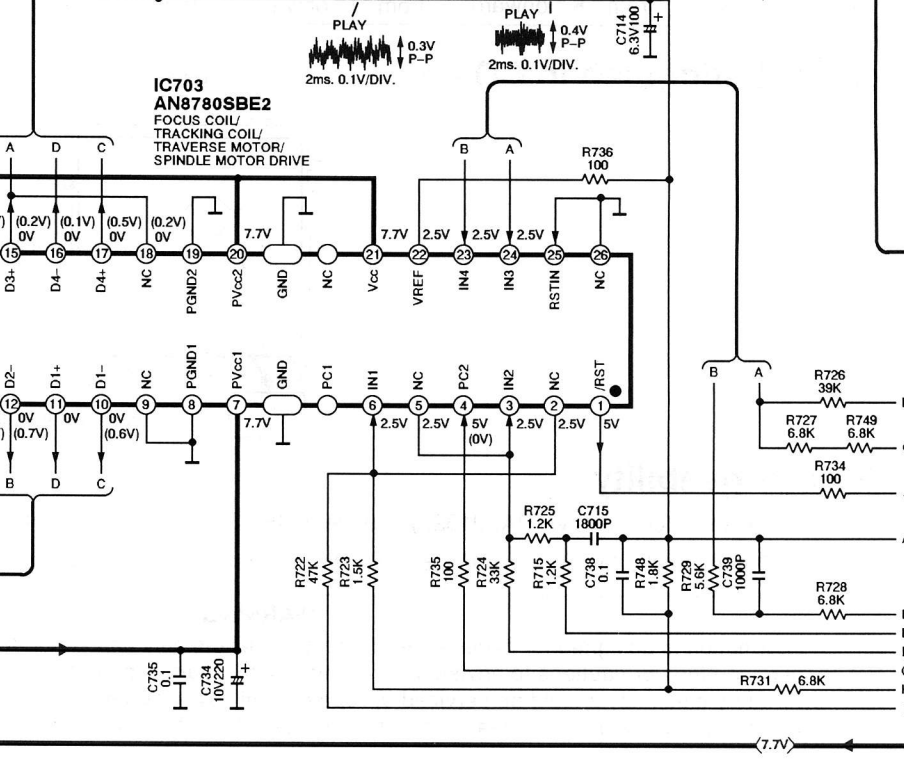 PLAY
0.3V
P-P
2ms. 0.1V/DIV.
PLAY
0.4V
P-P
2ms. 0.1V/DIV.
C714
6.3V100
+
IC703
AN8780SBE2
FOCUS COIL/
TRACKING COIL/
TRAVERSE MOTOR/
SPINDLE MOTOR DRIVE
A D C
B A
R736
100
(0.2V) (0.1V) (0.5V) (0.2V)
0V 0V 0V 0V
7.7V 7.7V 2.5V 2.5V 2.5V
15 16 17 18 19 20 21 22 23 24 25 26
D3+ D4- D4+ NC PGND2 PVcc2 GND NC Vcc VREF IN4 IN3 RSTIN NC
D2- D1+ D1- NC PGND1 PVcc1 GND PC1 IN1 NC PC2 IN2 NC /RST
12 11 10 9 8 7 6 5 4 3 2 1
0V 0V 0V 7.7V 2.5V 2.5V 5V 2.5V 2.5V 5V
(0.7V) (0.6V) (0V)
B D C
B A
R726
39K
R727
6.8K
R749
6.8K
R734
100
R725
1.2K
C715
1800P
R722
47K
R723
1.5K
R735
100
R724
33K
R715
1.2K
C738
0.1
R748
1.8K
R729
5.6K
C739
1000P
R728
6.8K
C735
0.1
C734
10V220
+
R731 6.8K
(7.7V)